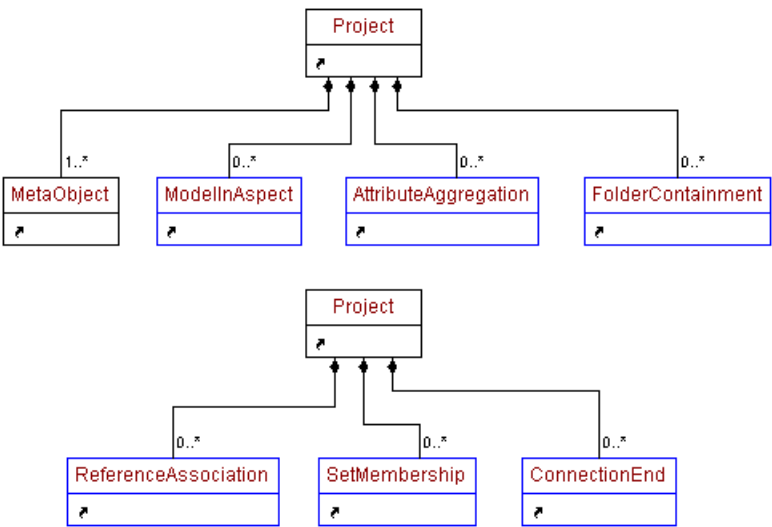 Project
1..*
0..*
0..*
0..*
MetaObject
ModelInAspect
AttributeAggregation
FolderContainment
Project
0..*
0..*
0..*
ReferenceAssociation
SetMembership
ConnectionEnd